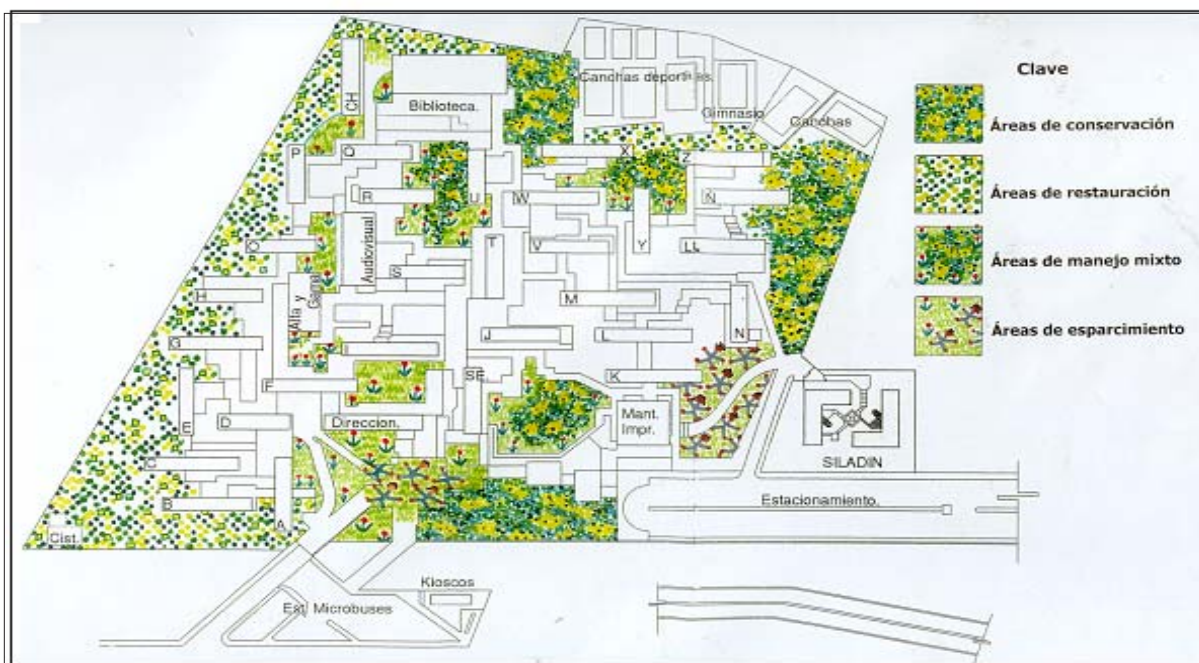 Clave
Áreas de conservación
Áreas de restauración
Áreas de manejo mixto
Áreas de esparcimiento
Canchas deportivas.
Gimnasio
Canchas
CH
Biblioteca.
P
Q
X
Z
R
U
W
Ñ
O
Audiovisual
T
V
Y
LL
S
H
Alfa y
Gama
M
G
I
J
L
N
F
SE.
K
E
D
Direccion.
Mant.
Impr.
SILADIN
C
B
A
Estacionamiento.
Cist.
Kioscos
Est. Microbuses